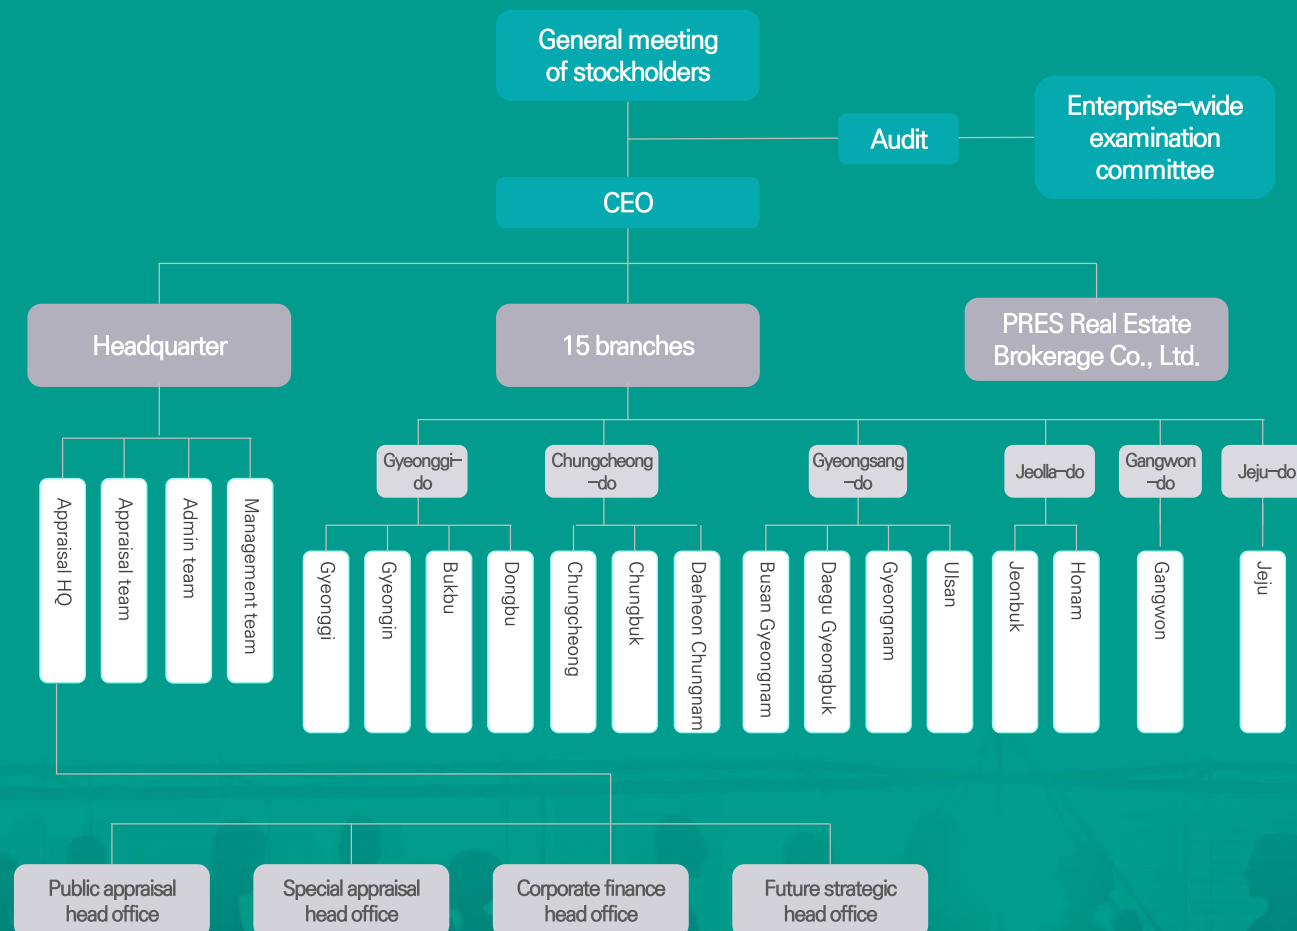 General meeting
of stockholders
Enterprise-wide
examination
committee
Audit
CEO
Headquarter
15 branches
PRES Real Estate
Brokerage Co., Ltd.
Gyeonggi-
do
Chungcheong
-do
Gyeongsang
-do
Jeolla-do
Gangwon
-do
Jeju-do
Appraisal HQ
Appraisal team
Admin team
Management team
Gyeonggi
Gyeongin
Bukbu
Dongbu
Chungcheong
Chungbuk
Daeheon Chungnam
Busan Gyeongnam
Daegu Gyeongbuk
Gyeongnam
Ulsan
Jeonbuk
Honam
Gangwon
Jeju
Public appraisal
head office
Special appraisal
head office
Corporate finance
head office
Future strategic
head office